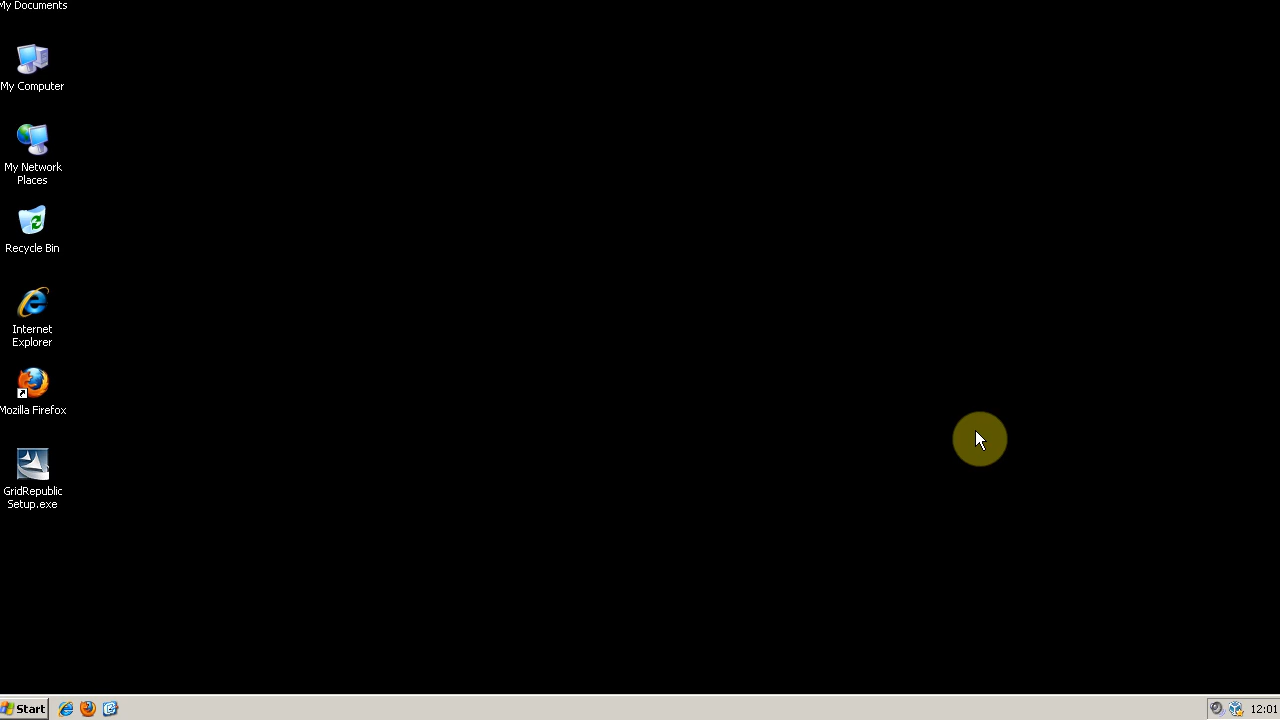 My Documents
My Computer
My Network
Places
Recycle Bin
Internet
Explorer
Mozilla Firefox
GridRepublic
Setup.exe
Start
12:01